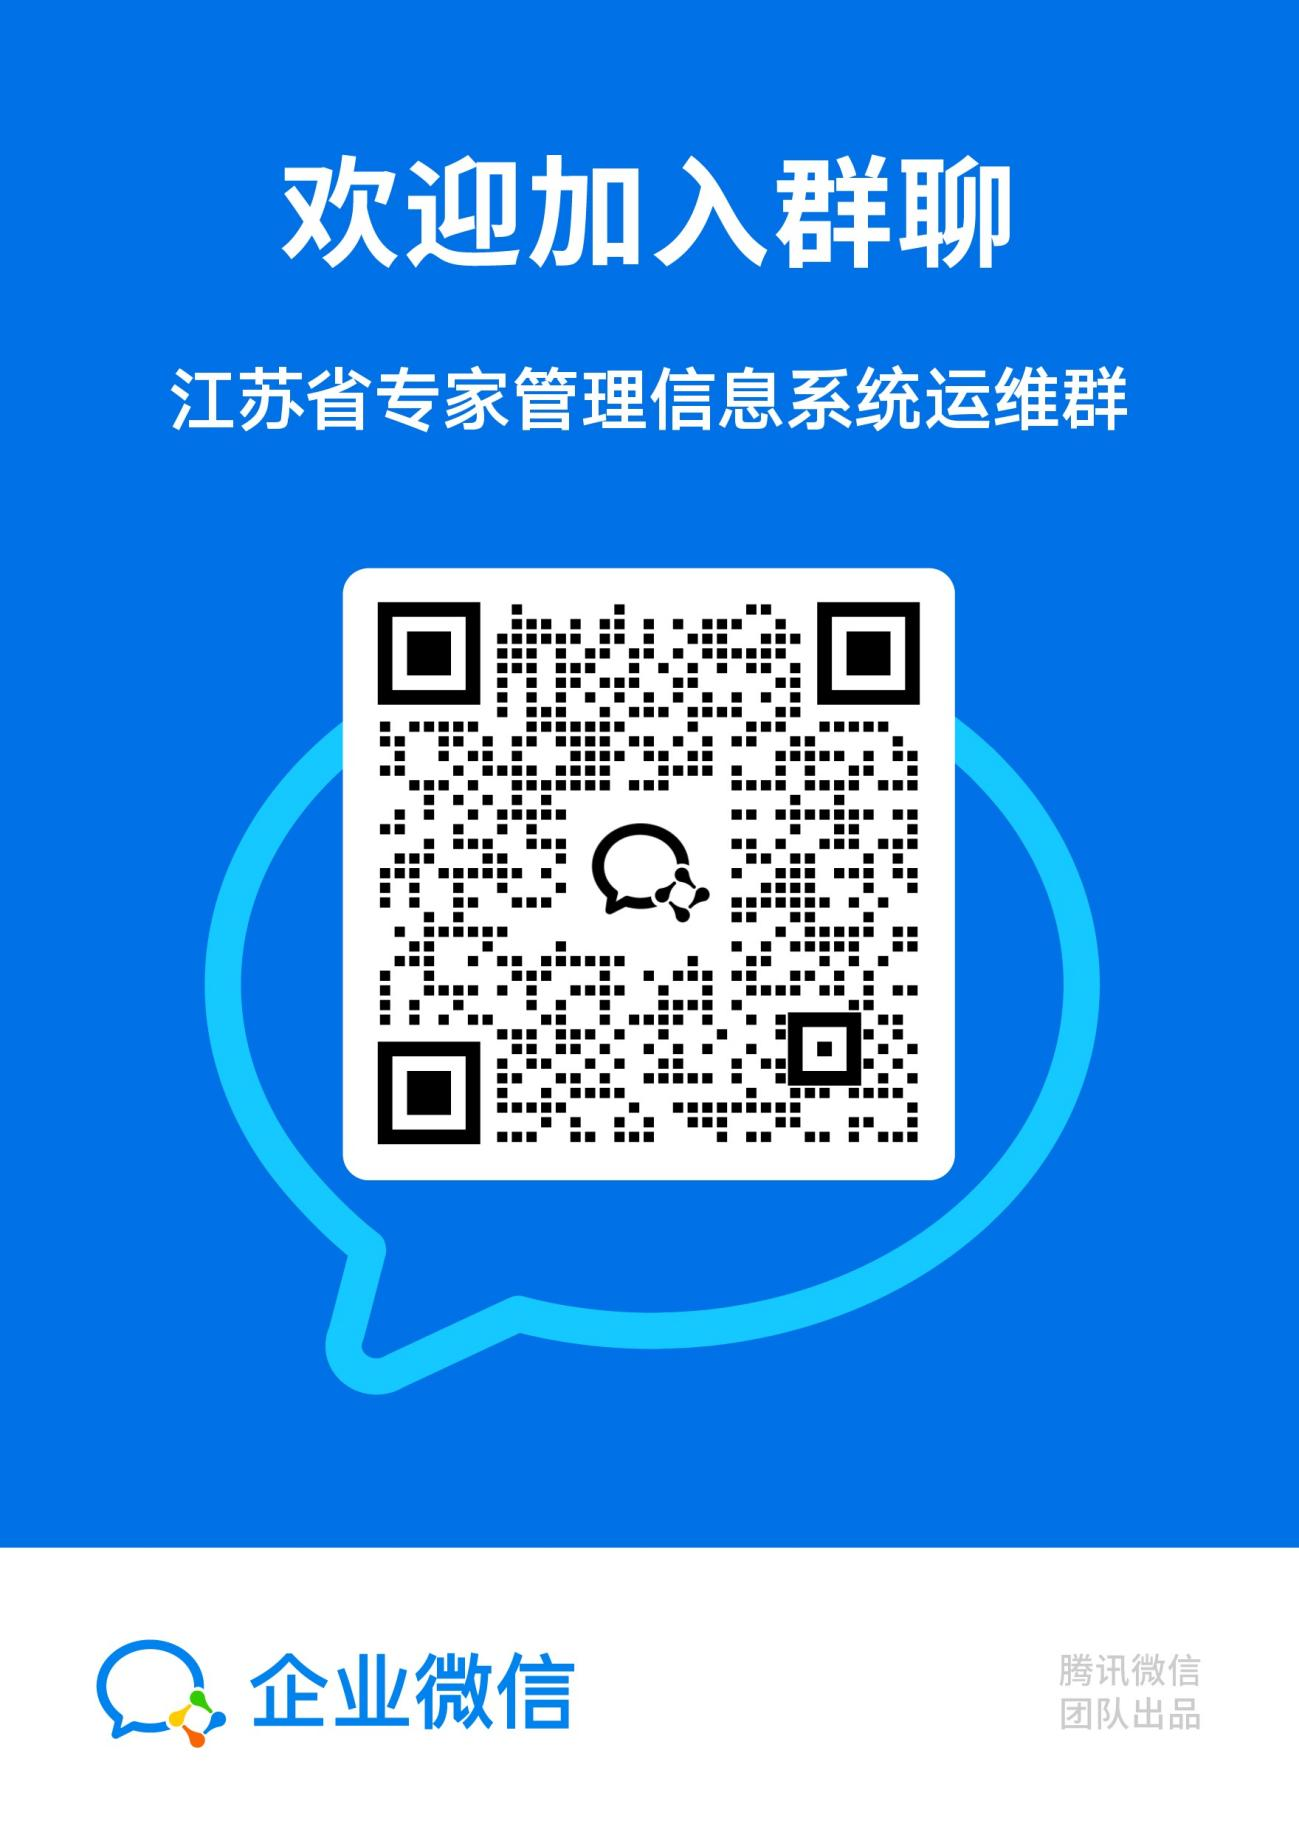 欢迎加入群聊
江苏省专家管理信息系统运维群
企业微信
腾讯微信
团队出品